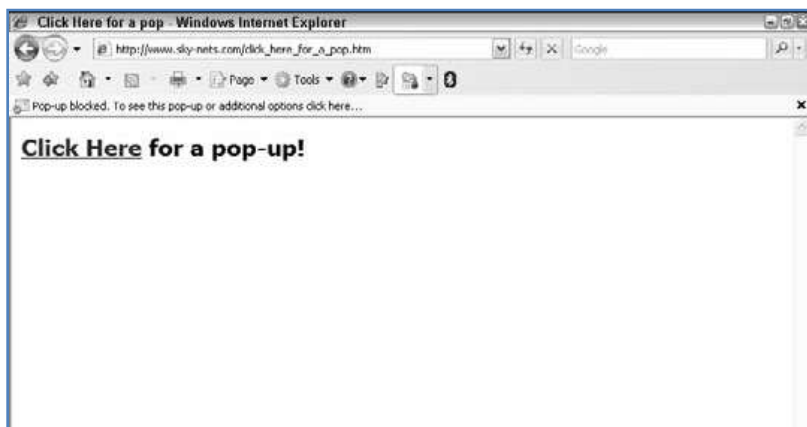 Click Here for a pop - Windows Internet Explorer
http://www.sky-nets.com/click_here_for_a_pop.htm
Google
Page Tools
Pop-up blocked. To see this pop-up or additional options click here...
Click Here for a pop-up!